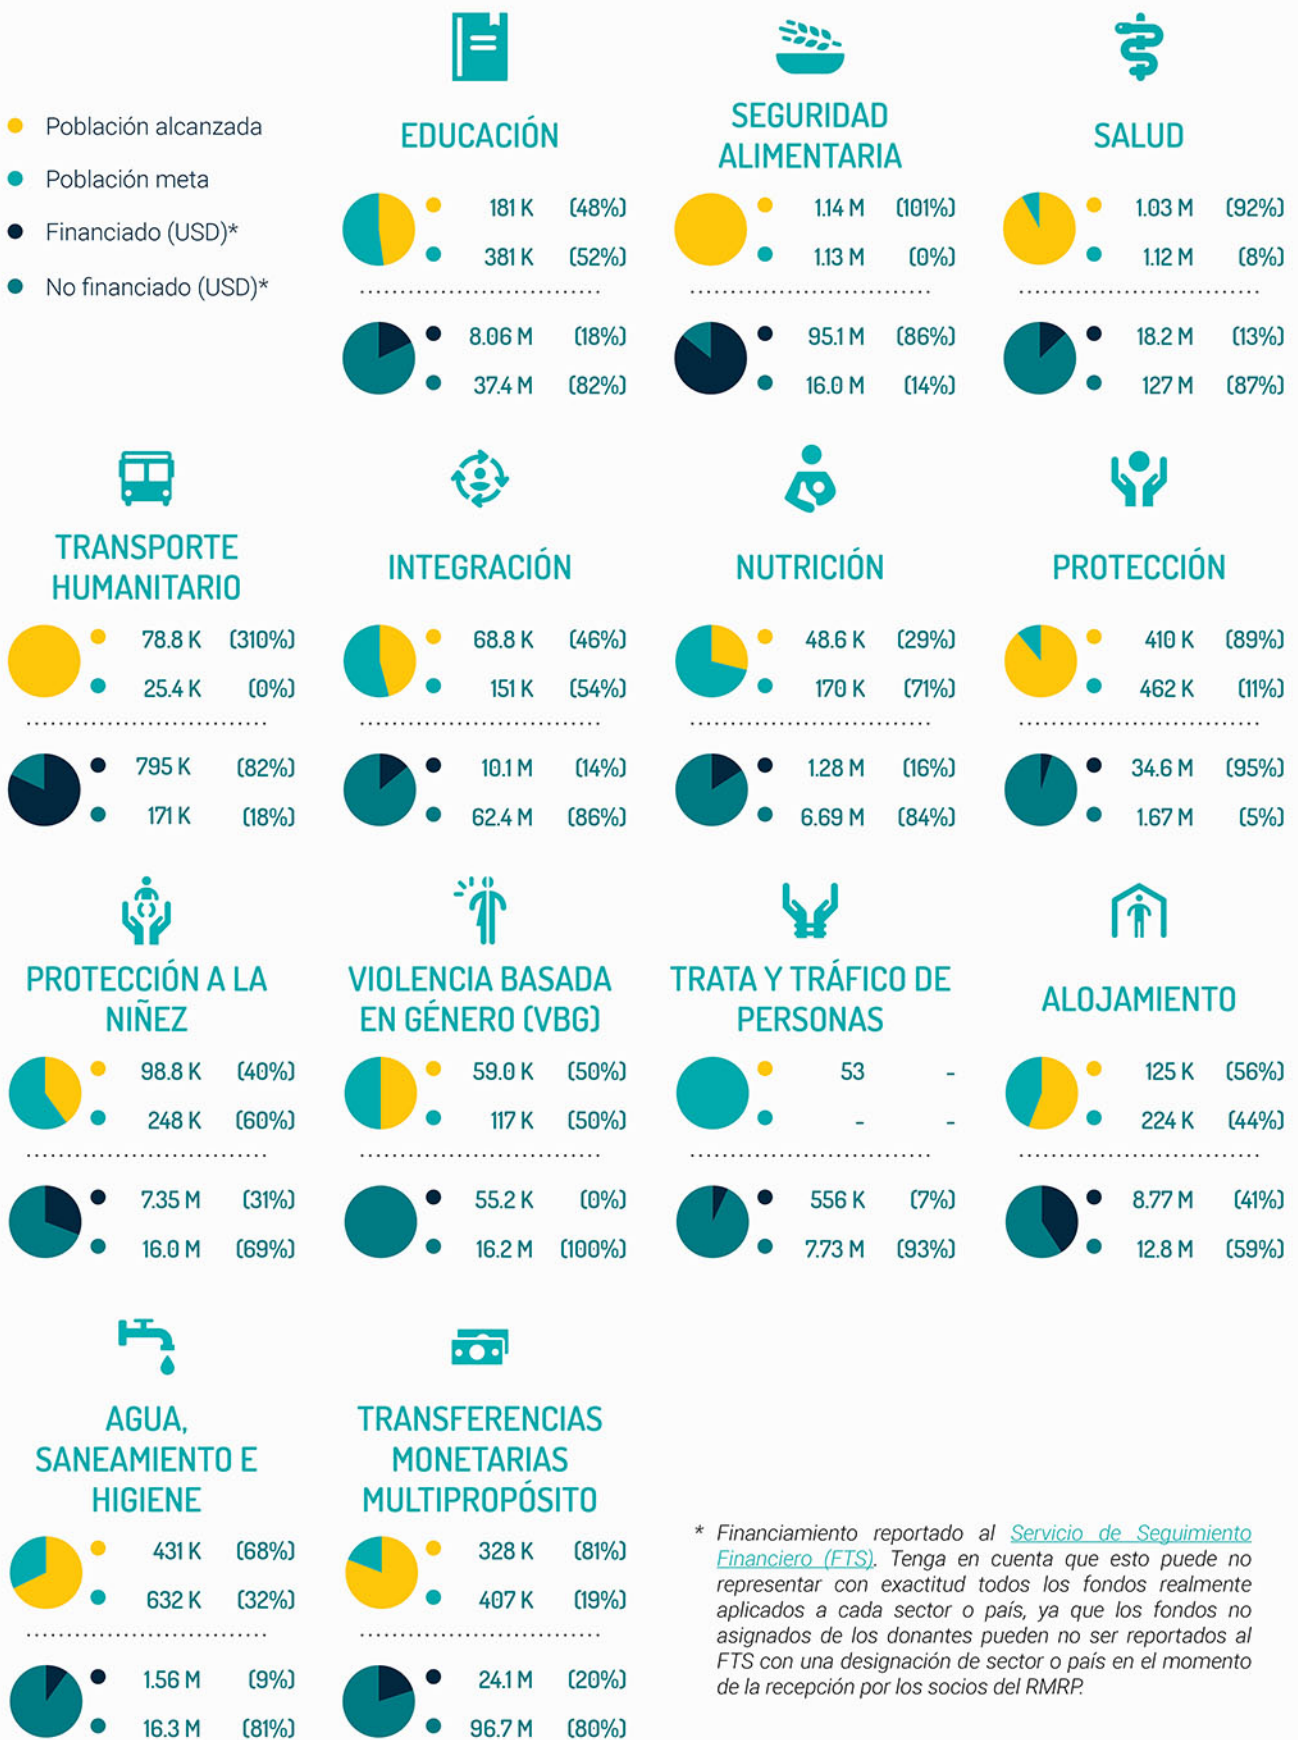 Población alcanzada
Población meta
Financiado (USD)*
No financiado (USD)*
EDUCACIÓN
181 K (48%)
381 K (52%)
8.06 M (18%)
37.4 M (82%)
SEGURIDAD
ALIMENTARIA
1.14 M (101%)
1.13 M (0%)
95.1 M (86%)
16.0 M (14%)
SALUD
1.03 M (92%)
1.12 M (8%)
18.2 M (13%)
127 M (87%)
TRANSPORTE
HUMANITARIO
78.8 K (310%)
25.4 K (0%)
795 K (82%)
171 K (18%)
INTEGRACIÓN
68.8 K (46%)
151 K (54%)
10.1 M (14%)
62.4 M (86%)
NUTRICIÓN
48.6 K (29%)
170 K (71%)
1.28 M (16%)
6.69 M (84%)
PROTECCIÓN
410 K (89%)
462 K (11%)
34.6 M (95%)
1.67 M (5%)
PROTECCIÓN A LA
NIÑEZ
98.8 K (40%)
248 K (60%)
7.35 M (31%)
16.0 M (69%)
VIOLENCIA BASADA
EN GÉNERO (VBG)
59.0 K (50%)
117 K (50%)
55.2 K (0%)
16.2 M (100%)
TRATA Y TRÁFICO DE
PERSONAS
53 -
- -
556 K (7%)
7.73 M (93%)
ALOJAMIENTO
125 K (56%)
224 K (44%)
8.77 M (41%)
12.8 M (59%)
AGUA,
SANEAMIENTO E
HIGIENE
431 K (68%)
632 K (32%)
1.56 M (9%)
16.3 M (81%)
TRANSFERENCIAS
MONETARIAS
MULTIPROPÓSITO
328 K (81%)
407 K (19%)
24.1 M (20%)
96.7 M (80%)
* Financiamiento reportado al Servicio de Seguimiento
Financiero (FTS). Tenga en cuenta que esto puede no
representar con exactitud todos los fondos realmente
aplicados a cada sector o país, ya que los fondos no
asignados de los donantes pueden no ser reportados al
FTS con una designación de sector o país en el momento
de la recepción por los socios del RMRP.